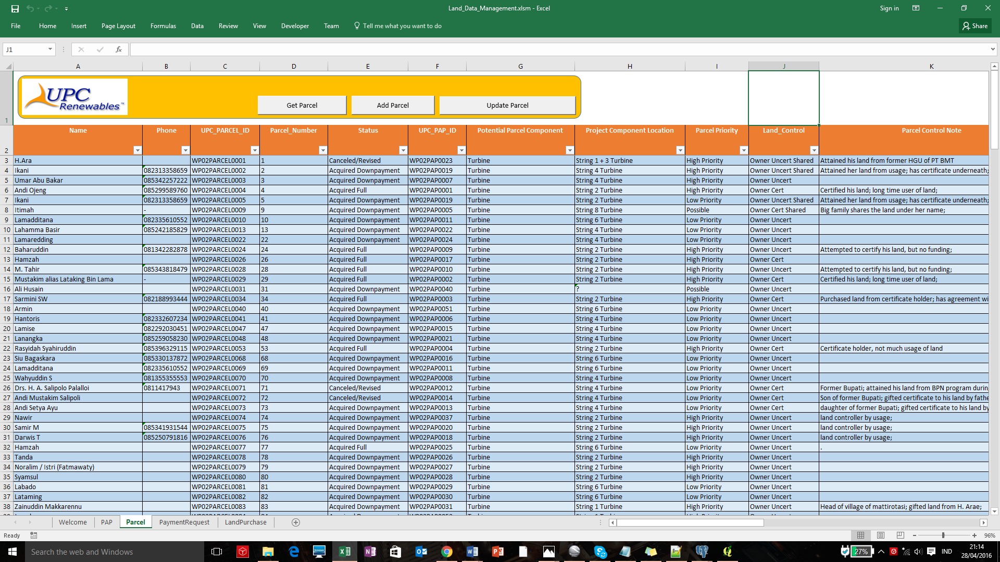 Land_Data_Management.xlsm - Excel
Sign in
File Home Insert Page Layout Formulas Data Review View Developer Team Tell me what you want to do Share
J1 fx
A B C D E F G H I J K
UPC Renewables™ Get Parcel Add Parcel Update Parcel
1
2 Name Phone UPC_PARCEL_ID Parcel_Number Status UPC_PAP_ID Potential Parcel Component Project Component Location Parcel Priority Land_Control Parcel Control Note
3 H.Ara WP02PARCEL0001 1 Canceled/Revised WP02PAP0023 Turbine String 1 + 3 Turbine High Priority Owner Uncert Shared Attained his land from former HGU of PT BMT
4 Ikani 082313358659 WP02PARCEL0002 2 Acquired Downpayment WP02PAP0019 Turbine String 4 Turbine High Priority Owner Uncert Shared Attained her land from usage; has certificate underneath;
5 Umar Abu Bakar 085342257222 WP02PARCEL0003 3 Acquired Downpayment WP02PAP0007 Turbine String 4 Turbine High Priority Owner Uncert
6 Andi Ojeng 085299589760 WP02PARCEL0004 4 Acquired Full WP02PAP0001 Turbine String 2 Turbine High Priority Owner Cert Certified his land; long time user of land;
7 Ikani 082313358659 WP02PARCEL0005 5 Acquired Downpayment WP02PAP0019 Turbine String 2 Turbine Low Priority Owner Uncert Shared Attained her land from usage; has certificate underneath;
8 Itimah - WP02PARCEL0009 9 Acquired Downpayment WP02PAP0005 Turbine String 8 Turbine Possible Owner Cert Shared Big family shares the land under her name;
9 Lamadditana 082335610552 WP02PARCEL0010 10 Acquired Downpayment WP02PAP0011 Turbine String 6 Turbine Low Priority Owner Uncert
10 Lahamma Basir 085242185829 WP02PARCEL0013 13 Acquired Downpayment WP02PAP0022 Turbine String 4 Turbine Low Priority Owner Uncert
11 Lamaredding WP02PARCEL0022 22 Acquired Downpayment WP02PAP0024 Turbine String 4 Turbine Low Priority Owner Uncert
12 Baharuddin 081342282878 WP02PARCEL0024 24 Acquired Full WP02PAP0009 Turbine String 2 Turbine High Priority Owner Uncert Attempted to certify his land, but no funding;
13 Hamzah WP02PARCEL0026 26 Acquired Full WP02PAP0017 Turbine String 2 Turbine High Priority Owner Cert
14 M. Tahir 085343818479 WP02PARCEL0028 28 Acquired Full WP02PAP0010 Turbine String 2 Turbine High Priority Owner Uncert Attempted to certify his land, but no funding;
15 Mustakim alias Lataking Bin Lama - WP02PARCEL0029 29 Acquired Full WP02PAP0002 Turbine String 2 Turbine High Priority Owner Cert Certified his land; long time user of land;
16 Ali Husain WP02PARCEL0031 31 Acquired Downpayment WP02PAP0040 Turbine ? Possible Owner Uncert
17 Sarmini SW 082188993444 WP02PARCEL0034 34 Acquired Full WP02PAP0003 Turbine String 2 Turbine High Priority Owner Cert Purchased land from certificate holder; has agreement wi
18 Armin WP02PARCEL0040 40 Acquired Downpayment WP02PAP0051 Turbine String 6 Turbine Low Priority Owner Uncert
19 Hantoris 082332607234 WP02PARCEL0041 41 Acquired Downpayment WP02PAP0006 Turbine String 4 Turbine Low Priority Owner Uncert
20 Lamise 082292030451 WP02PARCEL0047 47 Acquired Downpayment WP02PAP0015 Turbine String 4 Turbine Low Priority Owner Uncert
21 Lanangka 085259058230 WP02PARCEL0048 48 Acquired Downpayment WP02PAP0021 Turbine String 4 Turbine Low Priority Owner Uncert
22 Rasyidah Syahiruddin 085396329115 WP02PARCEL0053 53 Acquired Full WP02PAP0004 Turbine String 2 Turbine High Priority Owner Cert Certificate holder, not much usage of land
23 Siu Bagaskara 085330137872 WP02PARCEL0068 68 Acquired Downpayment WP02PAP0016 Turbine String 6 Turbine Low Priority Owner Uncert
24 Lamadditana 082335610552 WP02PARCEL0069 69 Acquired Downpayment WP02PAP0011 Turbine String 6 Turbine Low Priority Owner Uncert
25 Wahyuddin S 081355355553 WP02PARCEL0070 70 Acquired Downpayment WP02PAP0008 Turbine String 4 Turbine Low Priority Owner Uncert
26 Drs. H. A. Salipolo Palalloi 0811417943 WP02PARCEL0071 71 Canceled/Revised WP02PAP0012 Turbine String 4 Turbine Low Priority Owner Cert Former Bupati; attained his land from BPN program durin
27 Andi Mustakim Salipoli WP02PARCEL0072 72 Canceled/Revised WP02PAP0014 Turbine String 4 Turbine Low Priority Owner Cert Son of former Bupati; gifted certificate to his land by fathe
28 Andi Setya Ayu WP02PARCEL0073 73 Acquired Downpayment WP02PAP0013 Turbine String 4 Turbine Low Priority Owner Cert daughter of former Bupati; gifted certificate to his land by
29 Nawir WP02PARCEL0074 74 Acquired Downpayment WP02PAP0037 Turbine String 2 Turbine High Priority Owner Uncert land controller by usage;
30 Samir M 085341931544 WP02PARCEL0075 75 Acquired Downpayment WP02PAP0020 Turbine String 2 Turbine High Priority Owner Uncert land controller by usage;
31 Darwis T 085250791816 WP02PARCEL0076 76 Acquired Downpayment WP02PAP0018 Turbine String 2 Turbine High Priority Owner Uncert land controller by usage;
32 Hamzah WP02PARCEL0077 77 Acquired Full WP02PAP0025 Turbine String 6 Turbine Low Priority Owner Uncert .
33 Tanda WP02PARCEL0078 78 Acquired Downpayment WP02PAP0026 Turbine String 2 Turbine High Priority Owner Uncert
34 Noralim / Istri (Fatmawaty) WP02PARCEL0079 79 Acquired Downpayment WP02PAP0027 Turbine String 2 Turbine High Priority Owner Uncert
35 Syamsul WP02PARCEL0080 80 Acquired Downpayment WP02PAP0028 Turbine String 2 Turbine High Priority Owner Uncert
36 Labado WP02PARCEL0081 81 Acquired Downpayment WP02PAP0029 Turbine String 6 Turbine Low Priority Owner Uncert
37 Lataming WP02PARCEL0082 82 Acquired Downpayment WP02PAP0030 Turbine String 6 Turbine Low Priority Owner Uncert
38 Zainuddin Makkarennu WP02PARCEL0083 83 Acquired Downpayment WP02PAP0031 Turbine String 1 Turbine High Priority Owner Uncert Head of village of mattirotasi; gifted land from H. Arae;
Welcome PAP Parcel PaymentRequest LandPurchase
Ready 96%
Search the web and Windows 27% IND 21:14
28/04/2016